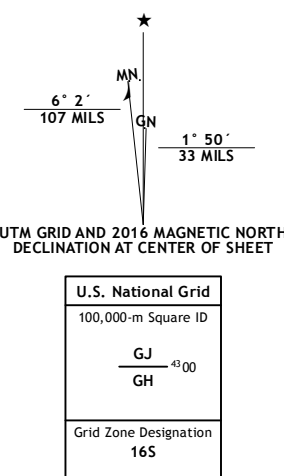 MN.
6° 2´
107 MILS
GN
1° 50´
33 MILS
UTM GRID AND 2016 MAGNETIC NORTH
DECLINATION AT CENTER OF SHEET
U.S. National Grid
100,000-m Square ID
GJ
4300
GH
Grid Zone Designation
16S